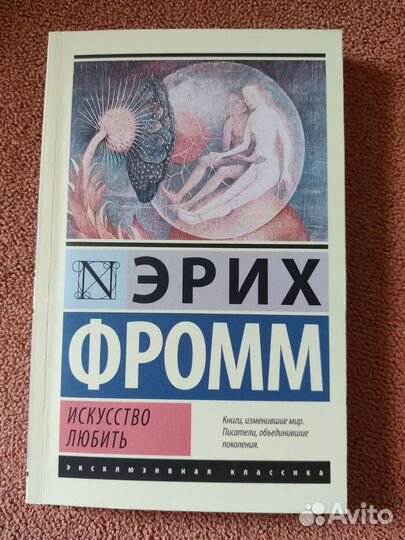 N
ЭРИХ
ФРОММ
ИСКУССТВО
ЛЮБИТЬ
Книги, изменившие мир.
Писатели, объединившие
поколения.
эксклюзивная классика
Avito